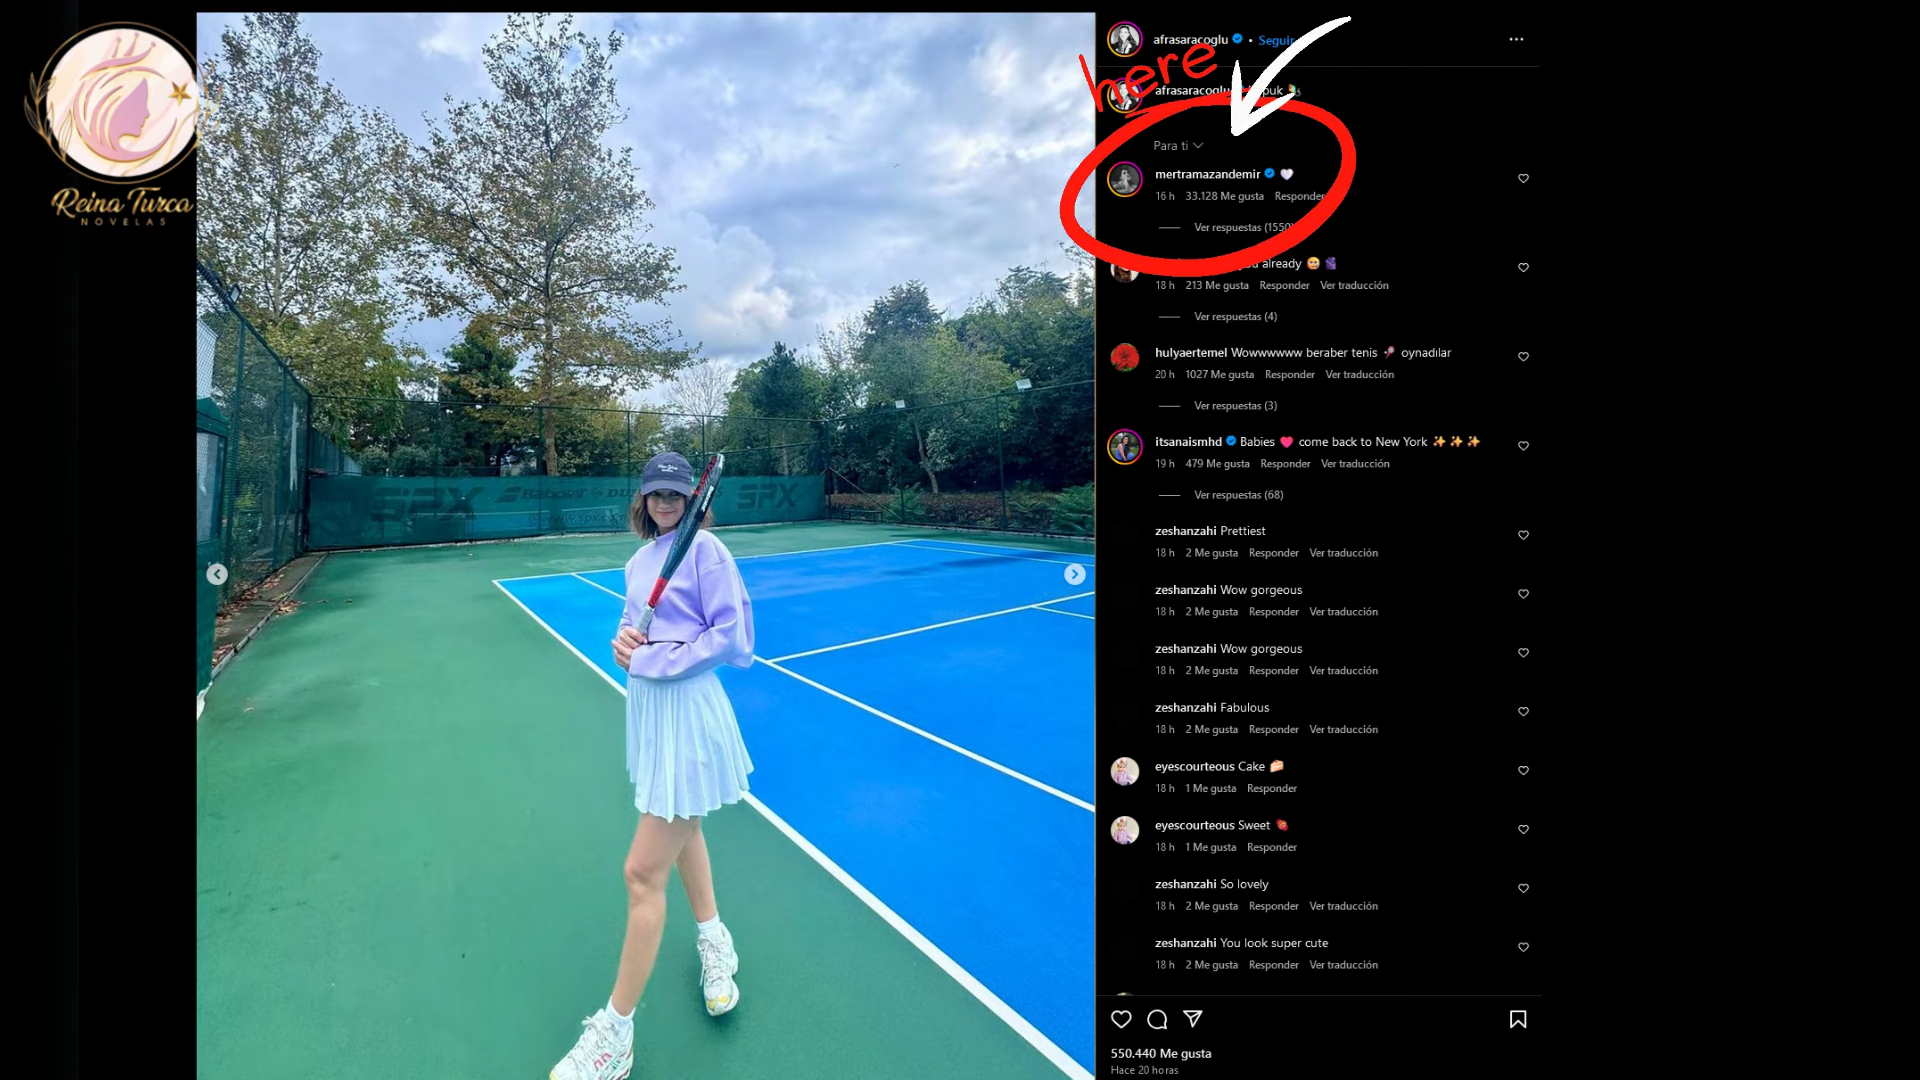 Reina Turca
NOVELAS
SPX
Babolat
SPX
afrasaracoglu • Seguir
here
afrasaracoglu
Para ti
mertramazandemir 🤍
16 h 33.128 Me gusta Responder
Ver respuestas (1550)
already 😁
18 h 213 Me gusta Responder Ver traducción
Ver respuestas (4)
hulyaertemel Wowwwwww beraber tenis 🎾 oynadılar
20 h 1027 Me gusta Responder Ver traducción
Ver respuestas (3)
itsanaismhd Babies 💗 come back to New York ✨✨✨
19 h 479 Me gusta Responder Ver traducción
Ver respuestas (68)
zeshanzahi Prettiest
18 h 2 Me gusta Responder Ver traducción
zeshanzahi Wow gorgeous
18 h 2 Me gusta Responder Ver traducción
zeshanzahi Wow gorgeous
18 h 2 Me gusta Responder Ver traducción
zeshanzahi Fabulous
18 h 2 Me gusta Responder Ver traducción
eyescourteous Cake 🍰
18 h 1 Me gusta Responder
eyescourteous Sweet 🍫
18 h 1 Me gusta Responder
zeshanzahi So lovely
18 h 2 Me gusta Responder Ver traducción
zeshanzahi You look super cute
18 h 2 Me gusta Responder Ver traducción
550.440 Me gusta
Hace 20 horas